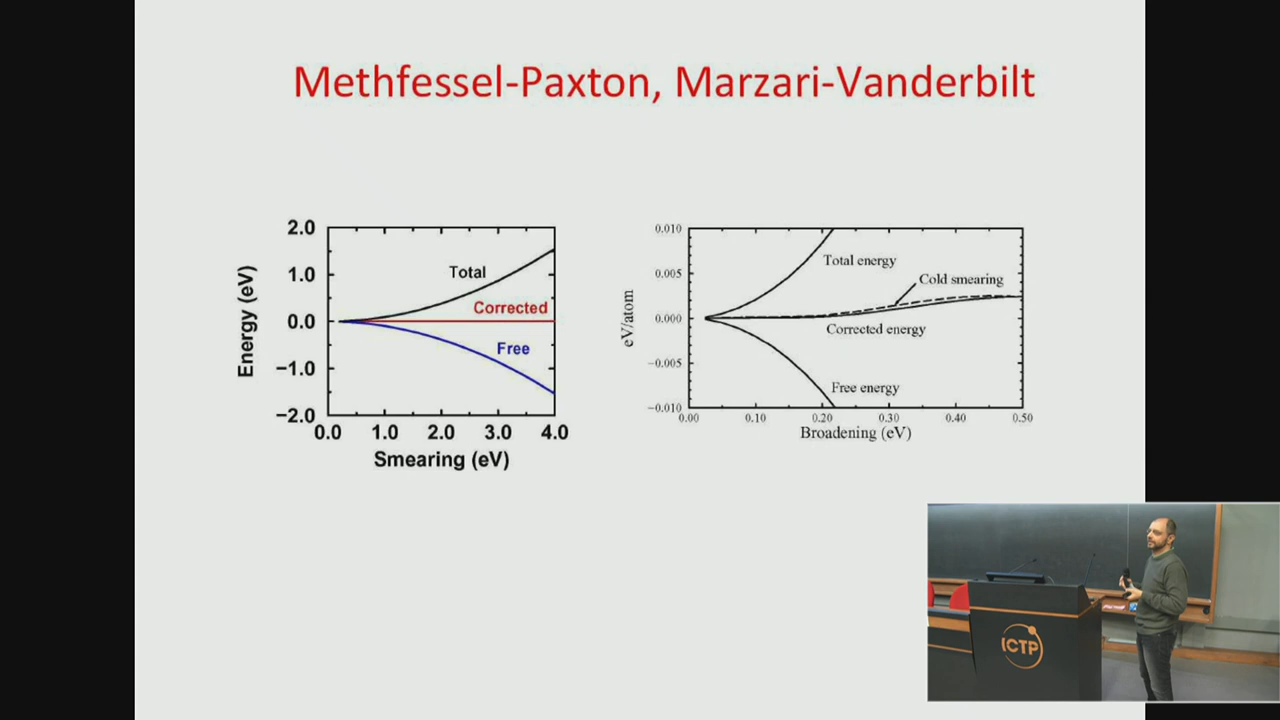 Methfessel-Paxton, Marzari-Vanderbilt
Energy (eV)
2.0
1.0
0.0
−1.0
−2.0
Total
Corrected
Free
0.0 1.0 2.0 3.0 4.0
Smearing (eV)
eV/atom
0.010
0.005
0.000
−0.005
−0.010
Total energy
Cold smearing
Corrected energy
Free energy
0.00 0.10 0.20 0.30 0.40 0.50
Broadening (eV)
ICTP